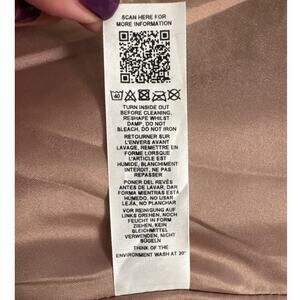 SCAN HERE FOR
MORE INFORMATION
40
TURN INSIDE OUT
BEFORE CLEANING,
RESHAPE WHILST
DAMP, DO NOT
BLEACH, DO NOT IRON
RETOURNER SUR
L'ENVERS AVANT
LAVAGE, REMETTRE EN
FORME LORSQUE
L'ARTICLE EST
HUMIDE, BLANCHIMENT
INTERDIT, NE PAS
REPASSER
PONER DEL REVÉS
ANTES DE LAVAR, DAR
FORMA MIENTRAS ESTÁ
HÚMEDO, NO USAR
LEJIA, NO PLANCHAR
VOR REINIGUNG AUF
LINKS DREHEN, NOCH
FEUCHT IN FORM
ZIEHEN, KEIN
BLEICHMITTEL
VERWENDEN, NICHT
BÜGELN
THINK OF THE
ENVIRONMENT WASH AT 30°